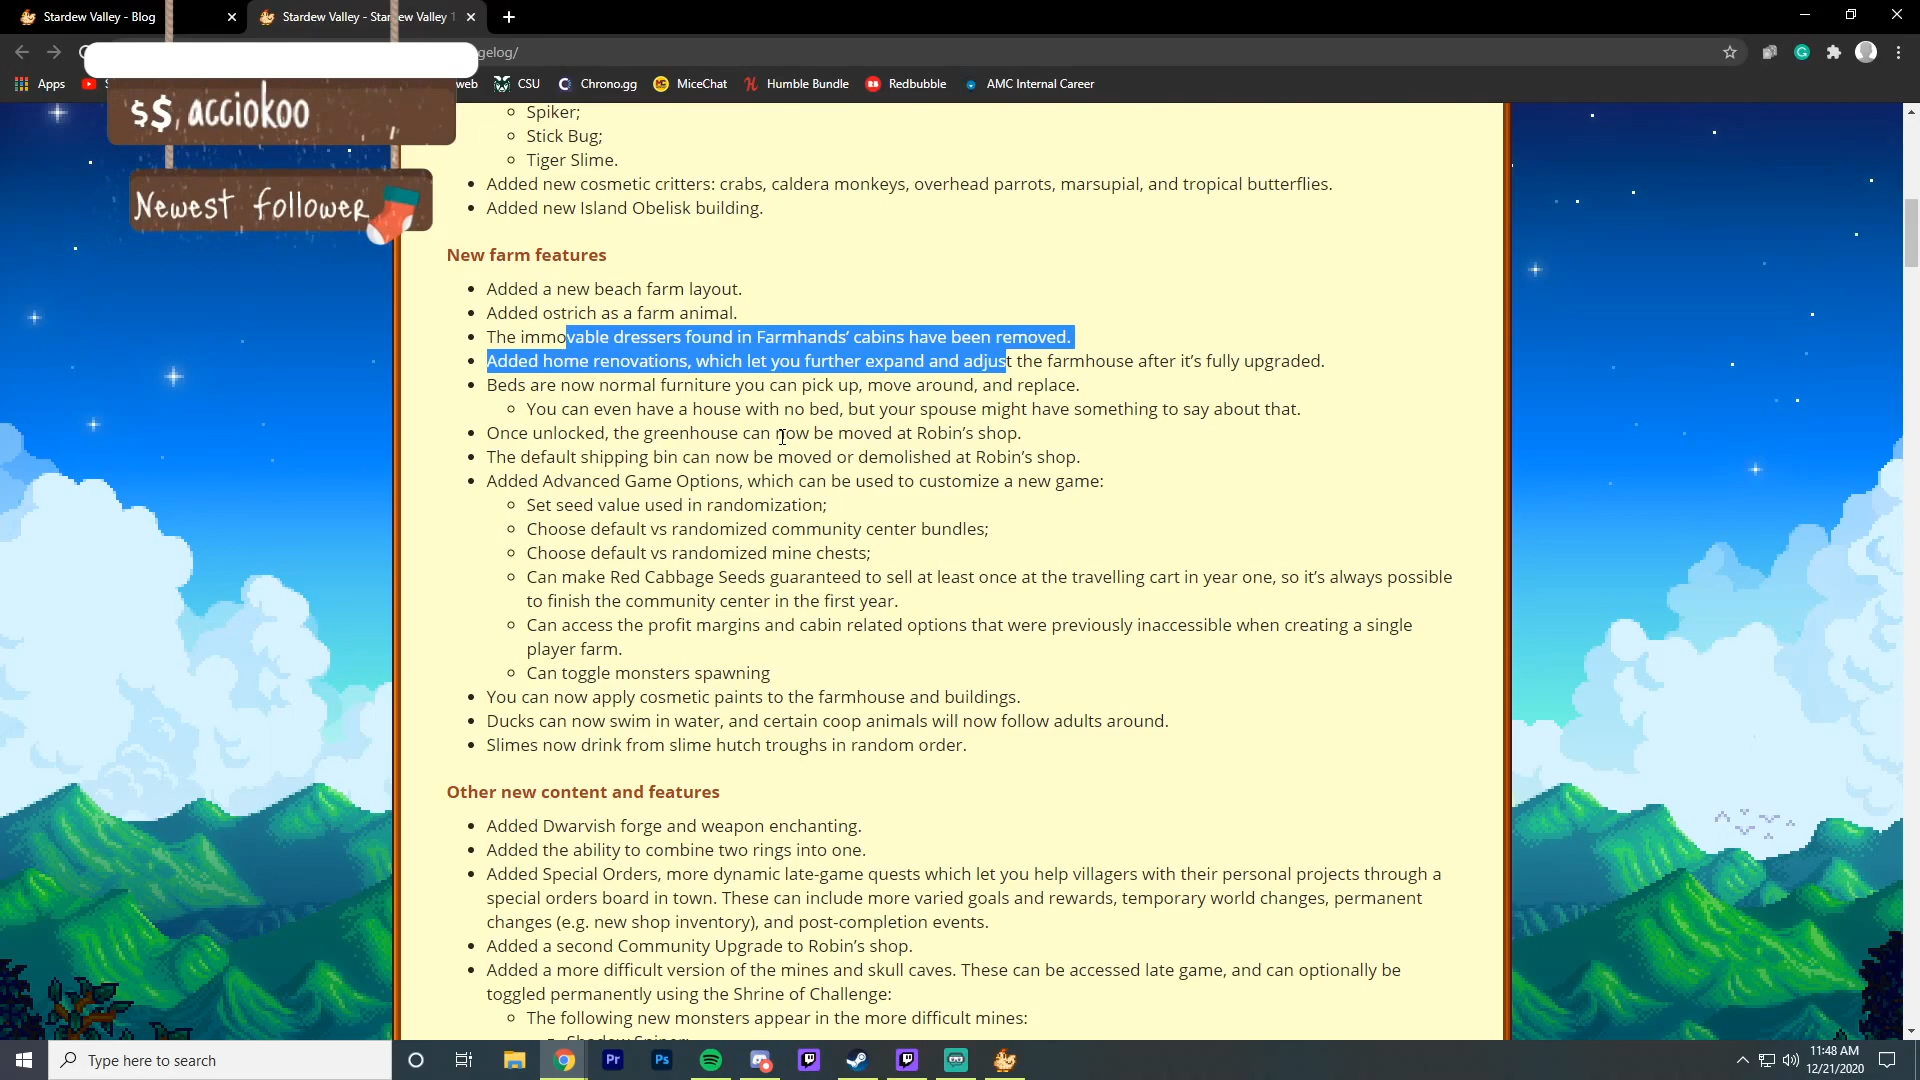 Stardew Valley - Blog
Stardew Valley - Stardew Valley 1
gelog/
Apps
web
CSU
Chrono.gg
MiceChat
Humble Bundle
Redbubble
AMC Internal Career
$$, acciokoo
Newest follower
Spiker;
Stick Bug;
Tiger Slime.
Added new cosmetic critters: crabs, caldera monkeys, overhead parrots, marsupial, and tropical butterflies.
Added new Island Obelisk building.
New farm features
Added a new beach farm layout.
Added ostrich as a farm animal.
The immovable dressers found in Farmhands’ cabins have been removed.
Added home renovations, which let you further expand and adjust the farmhouse after it’s fully upgraded.
Beds are now normal furniture you can pick up, move around, and replace.
You can even have a house with no bed, but your spouse might have something to say about that.
Once unlocked, the greenhouse can now be moved at Robin’s shop.
The default shipping bin can now be moved or demolished at Robin’s shop.
Added Advanced Game Options, which can be used to customize a new game:
Set seed value used in randomization;
Choose default vs randomized community center bundles;
Choose default vs randomized mine chests;
Can make Red Cabbage Seeds guaranteed to sell at least once at the travelling cart in year one, so it’s always possible
to finish the community center in the first year.
Can access the profit margins and cabin related options that were previously inaccessible when creating a single
player farm.
Can toggle monsters spawning
You can now apply cosmetic paints to the farmhouse and buildings.
Ducks can now swim in water, and certain coop animals will now follow adults around.
Slimes now drink from slime hutch troughs in random order.
Other new content and features
Added Dwarvish forge and weapon enchanting.
Added the ability to combine two rings into one.
Added Special Orders, more dynamic late-game quests which let you help villagers with their personal projects through a
special orders board in town. These can include more varied goals and rewards, temporary world changes, permanent
changes (e.g. new shop inventory), and post-completion events.
Added a second Community Upgrade to Robin’s shop.
Added a more difficult version of the mines and skull caves. These can be accessed late game, and can optionally be
toggled permanently using the Shrine of Challenge:
The following new monsters appear in the more difficult mines:
Type here to search
Pr
Ps
11:48 AM
12/21/2020